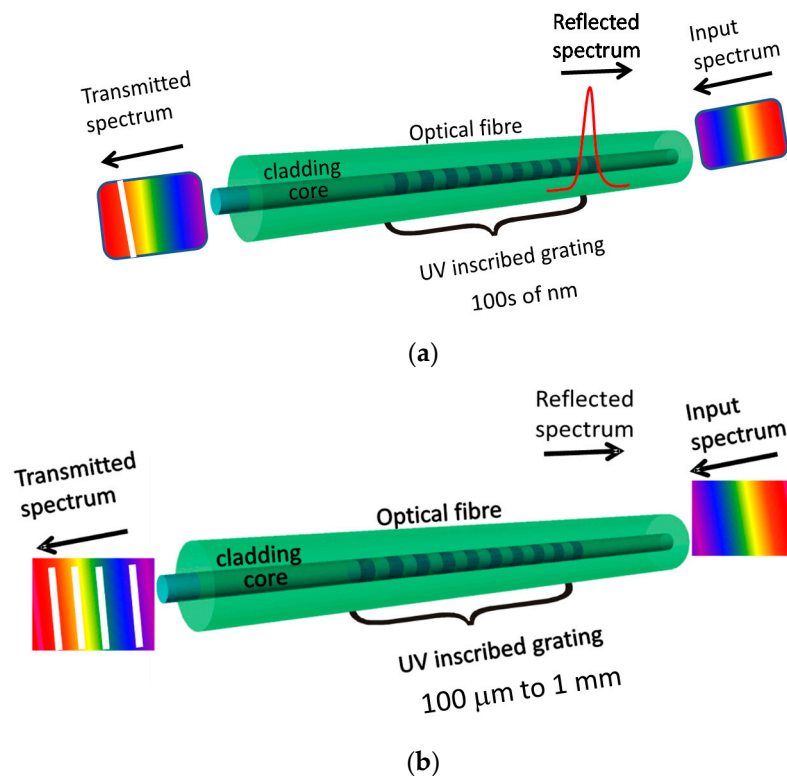 Reflected
spectrum
Input
spectrum
Transmitted
spectrum
Optical fibre
cladding
core
UV inscribed grating
100s of nm
(a)
Reflected
spectrum
Input
spectrum
Transmitted
spectrum
Optical fibre
cladding
core
UV inscribed grating
100 μm to 1 mm
(b)